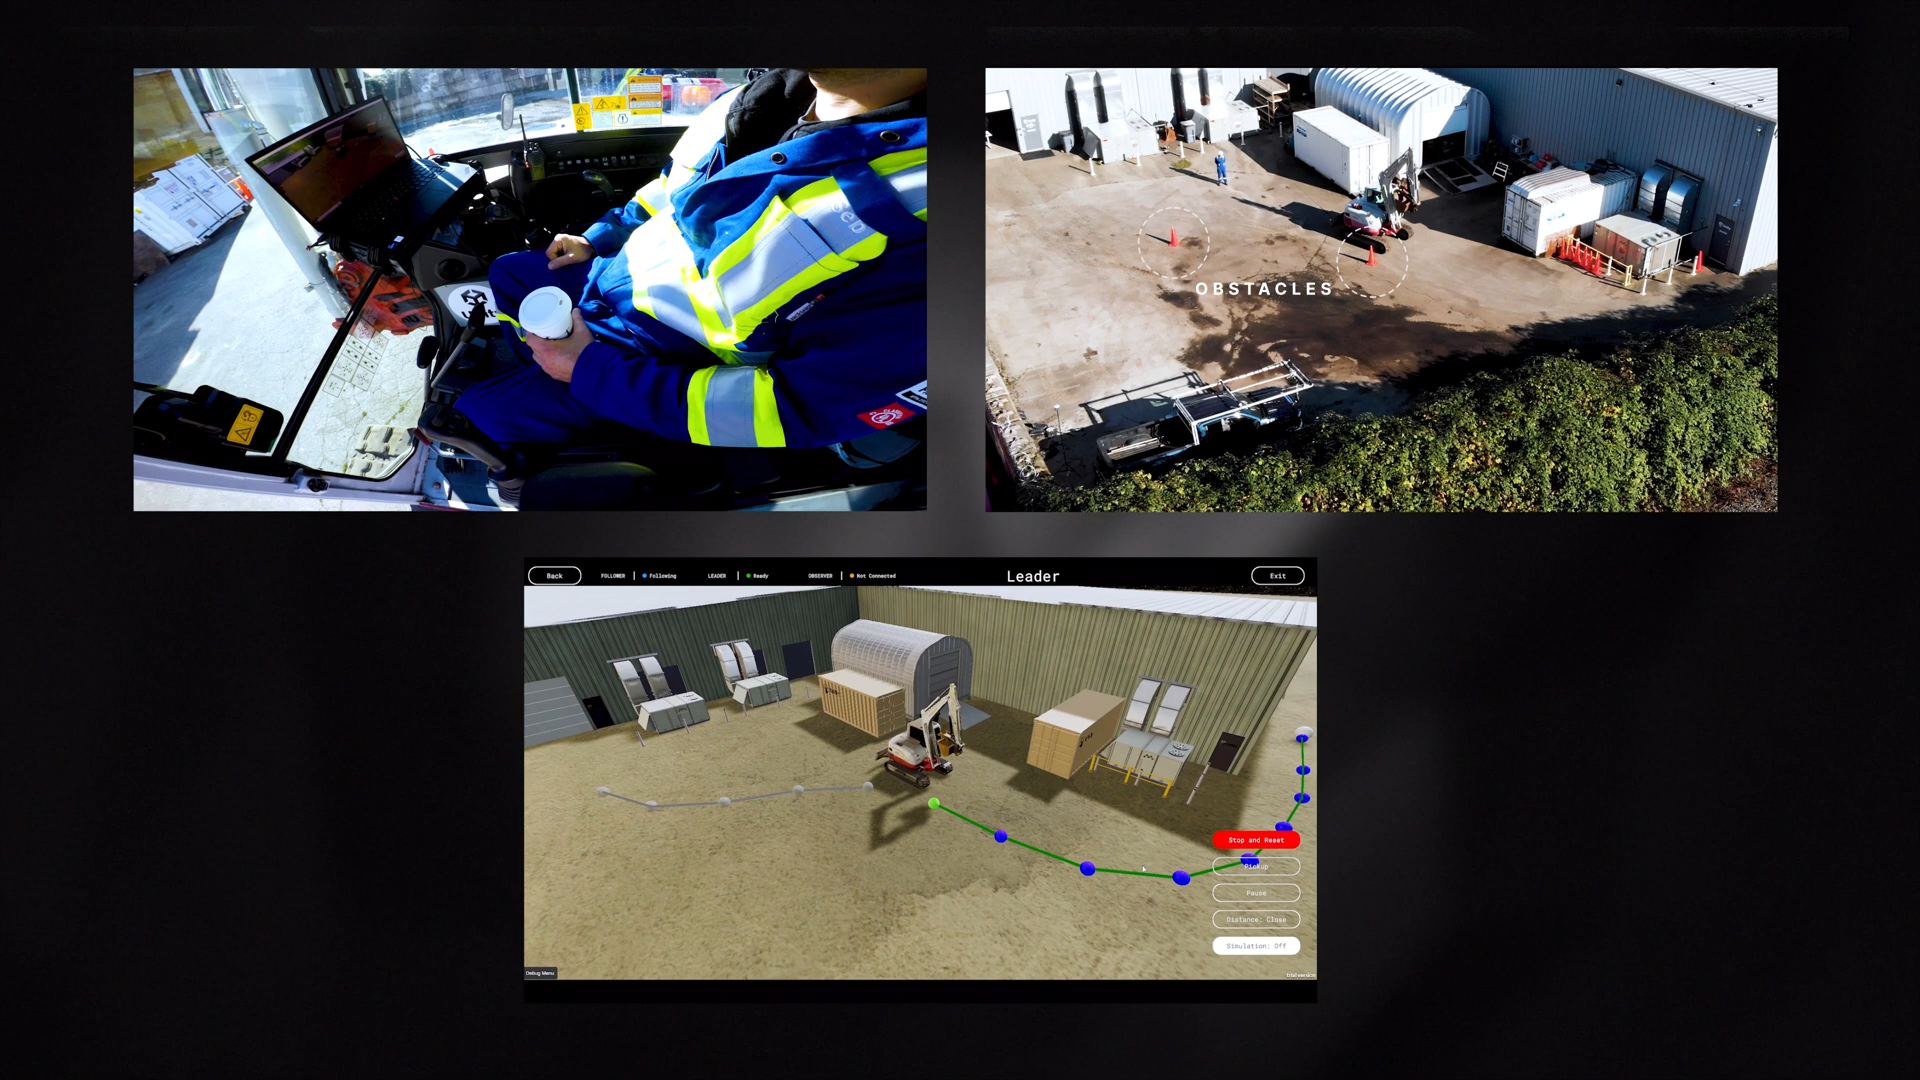 OBSTACLES
Back
FOLLOWER
Following
LEADER
Ready
OBSERVER
Not Connected
Leader
Exit
Stop and Reset
Pickup
Pause
Distance: Close
Simulation: Off
Debug Menu